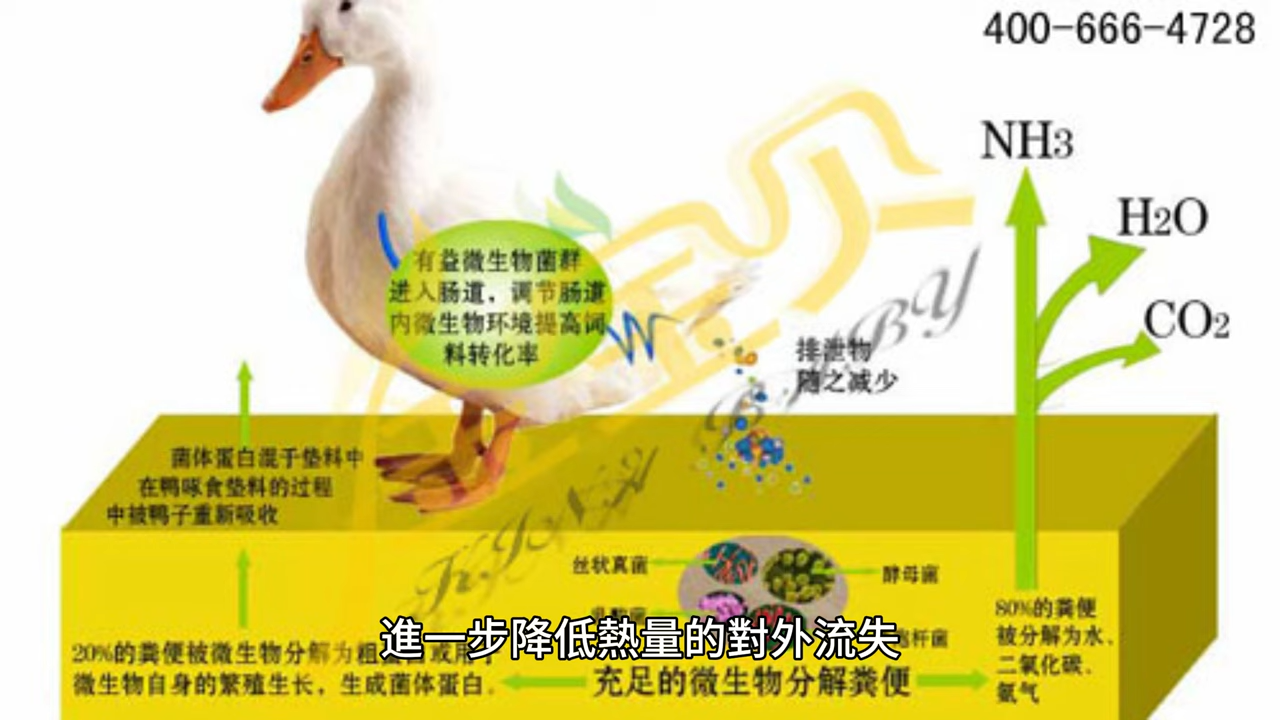 400-666-4728
NH3
H2O
CO2
有益微生物菌群
进入肠道，调节肠道
内微生物环境提高饲
料转化率
排泄物
随之减少
菌体蛋白混于垫料中
在鸭啄食垫料的过程
中被鸭子重新吸收
丝状真菌
酵母菌
杆菌
80%的粪便
被分解为水、
二氧化碳、
氨气
進一步降低熱量的對外流失
20%的粪便被微生物分解为粗
微生物自身的繁殖生长，生成菌体蛋白。
充足的微生物分解粪便